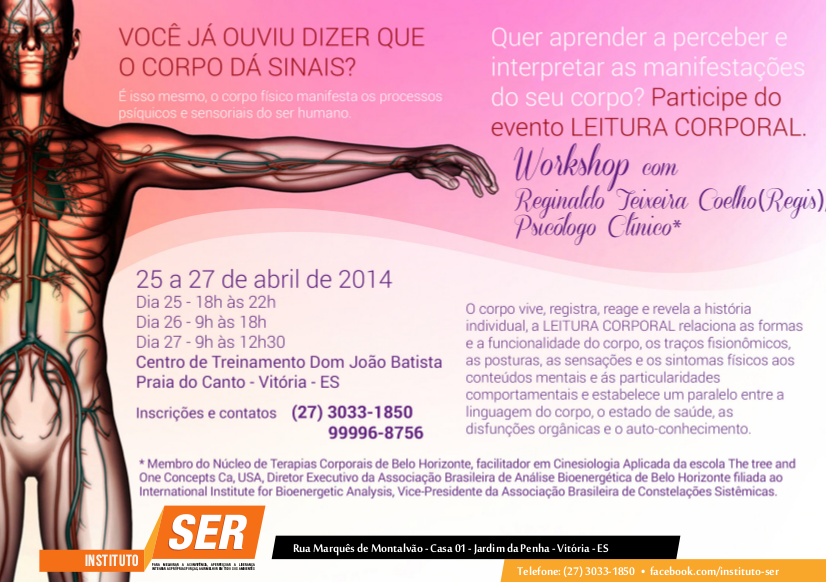 VOCÊ JÁ OUVIU DIZER QUE
O CORPO DÁ SINAIS?
É isso mesmo, o corpo físico manifesta os processos
psíquicos e sensoriais do ser humano.
Quer aprender a perceber e
interpretar as manifestações
do seu corpo? Participe do
evento LEITURA CORPORAL.
Workshop com
Reginaldo Teixeira Coelho(Regis),
Psicólogo Clínico*
25 a 27 de abril de 2014
Dia 25 - 18h às 22h
Dia 26 - 9h às 18h
Dia 27 - 9h às 12h30
Centro de Treinamento Dom João Batista
Praia do Canto - Vitória - ES
Inscrições e contatos (27) 3033-1850
99996-8756
O corpo vive, registra, reage e revela a história
individual, a LEITURA CORPORAL relaciona as formas
e a funcionalidade do corpo, os traços fisionômicos,
as posturas, as sensações e os sintomas físicos aos
conteúdos mentais e ás particularidades
comportamentais e estabelece um paralelo entre a
linguagem do corpo, o estado de saúde, as
disfunções orgânicas e o auto-conhecimento.
* Membro do Núcleo de Terapias Corporais de Belo Horizonte, facilitador em Cinesiologia Aplicada da escola The tree and
One Concepts Ca, USA, Diretor Executivo da Associação Brasileira de Análise Bioenergética de Belo Horizonte filiada ao
International Institute for Bioenergetic Analysis, Vice-Presidente da Associação Brasileira de Constelações Sistêmicas.
INSTITUTO SER
Rua Marquês de Montalvão - Casa 01 - Jardim da Penha - Vitória - ES
Telefone: (27) 3033-1850 • facebook.com/instituto-ser